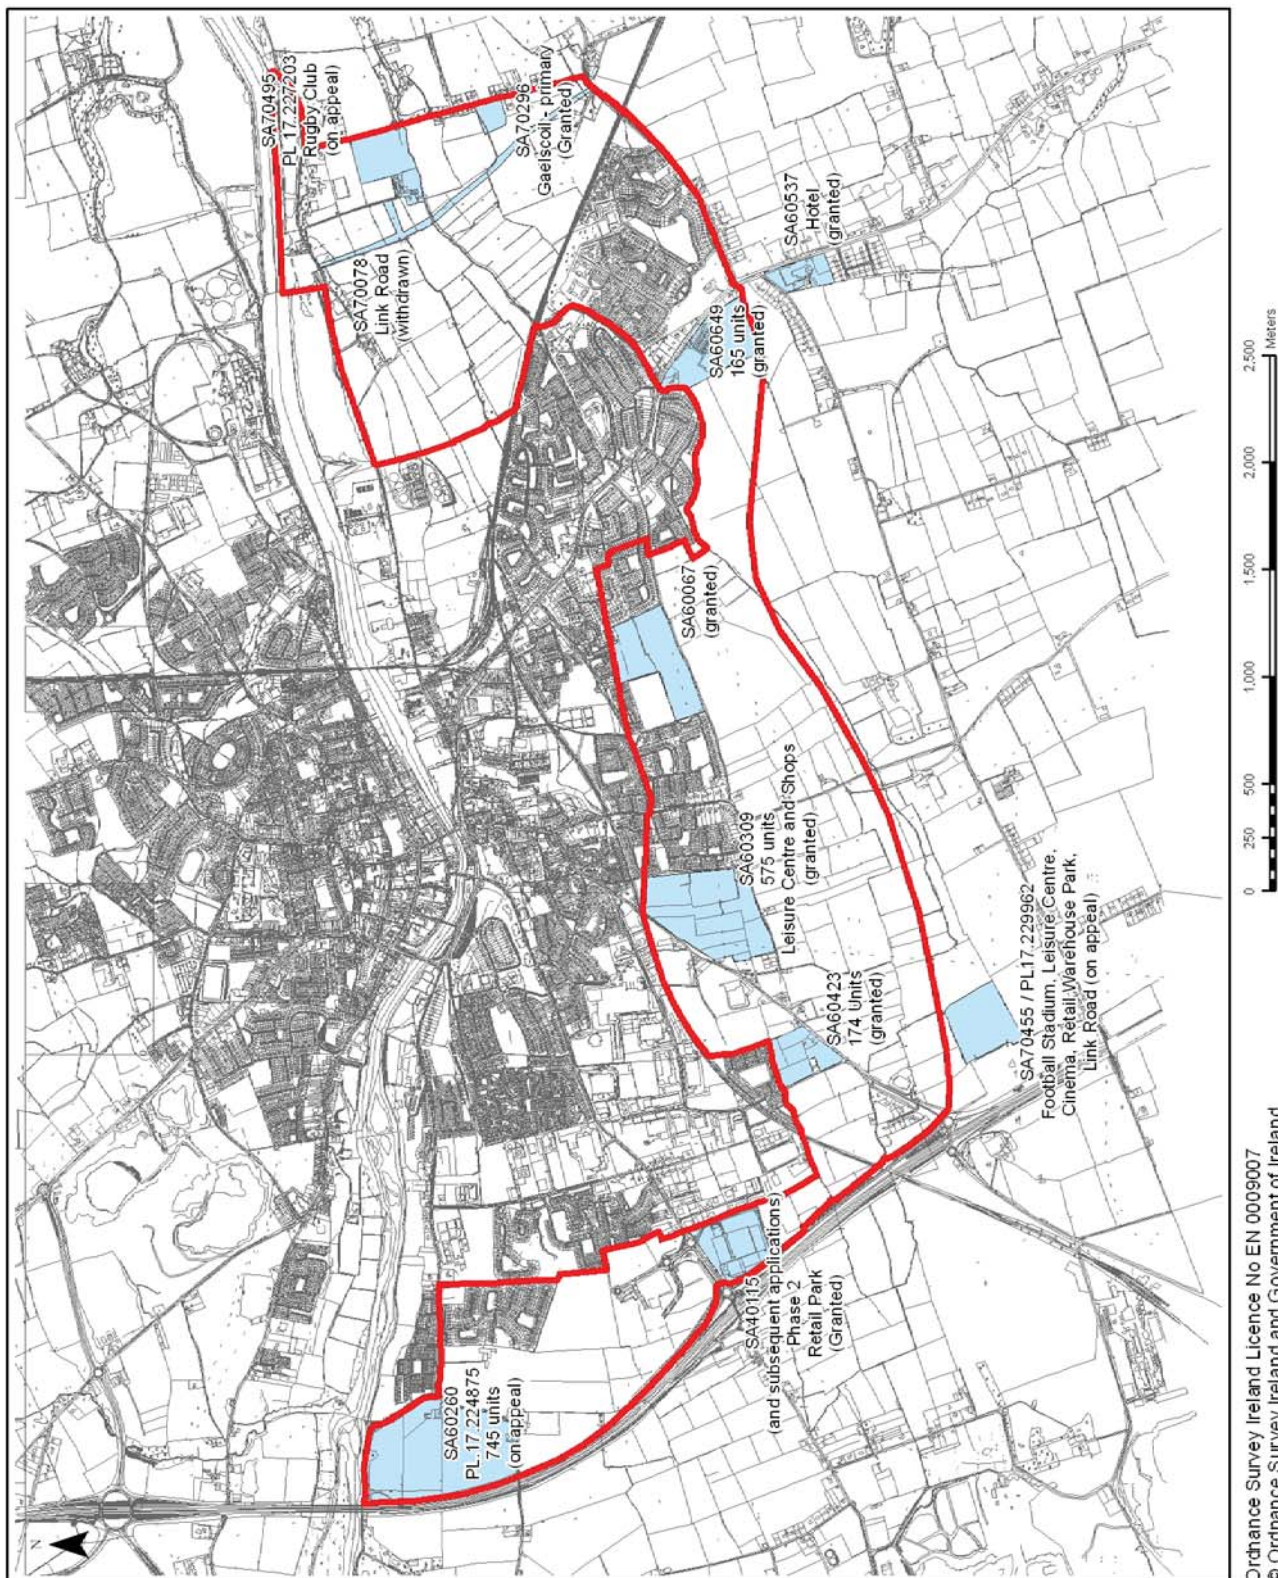 N
SA60260
PL.17.224875
745 units
(on appeal)
SA40115
(and subsequent applications)
Phase 2
Retail Park
(Granted)
SA60423
174 Units
(granted)
SA70455 / PL17.229962
Football Stadium, Leisure Centre,
Cinema, Retail Warehouse Park,
Link Road (on appeal)
SA60309
575 units
Leisure Centre and Shops
(granted)
SA60067
(granted)
SA60649
165 units
(granted)
SA60537
Hotel
(granted)
SA70078
Link Road
(withdrawn)
SA70495
PL.17.227203
Rugby Club
(on appeal)
SA70296
Gaelscoil - primary
(Granted)
0 250 500 1,000 1,500 2,000 2,500
Meters
Ordnance Survey Ireland Licence No EN 0009007
© Ordnance Survey Ireland and Government of Ireland